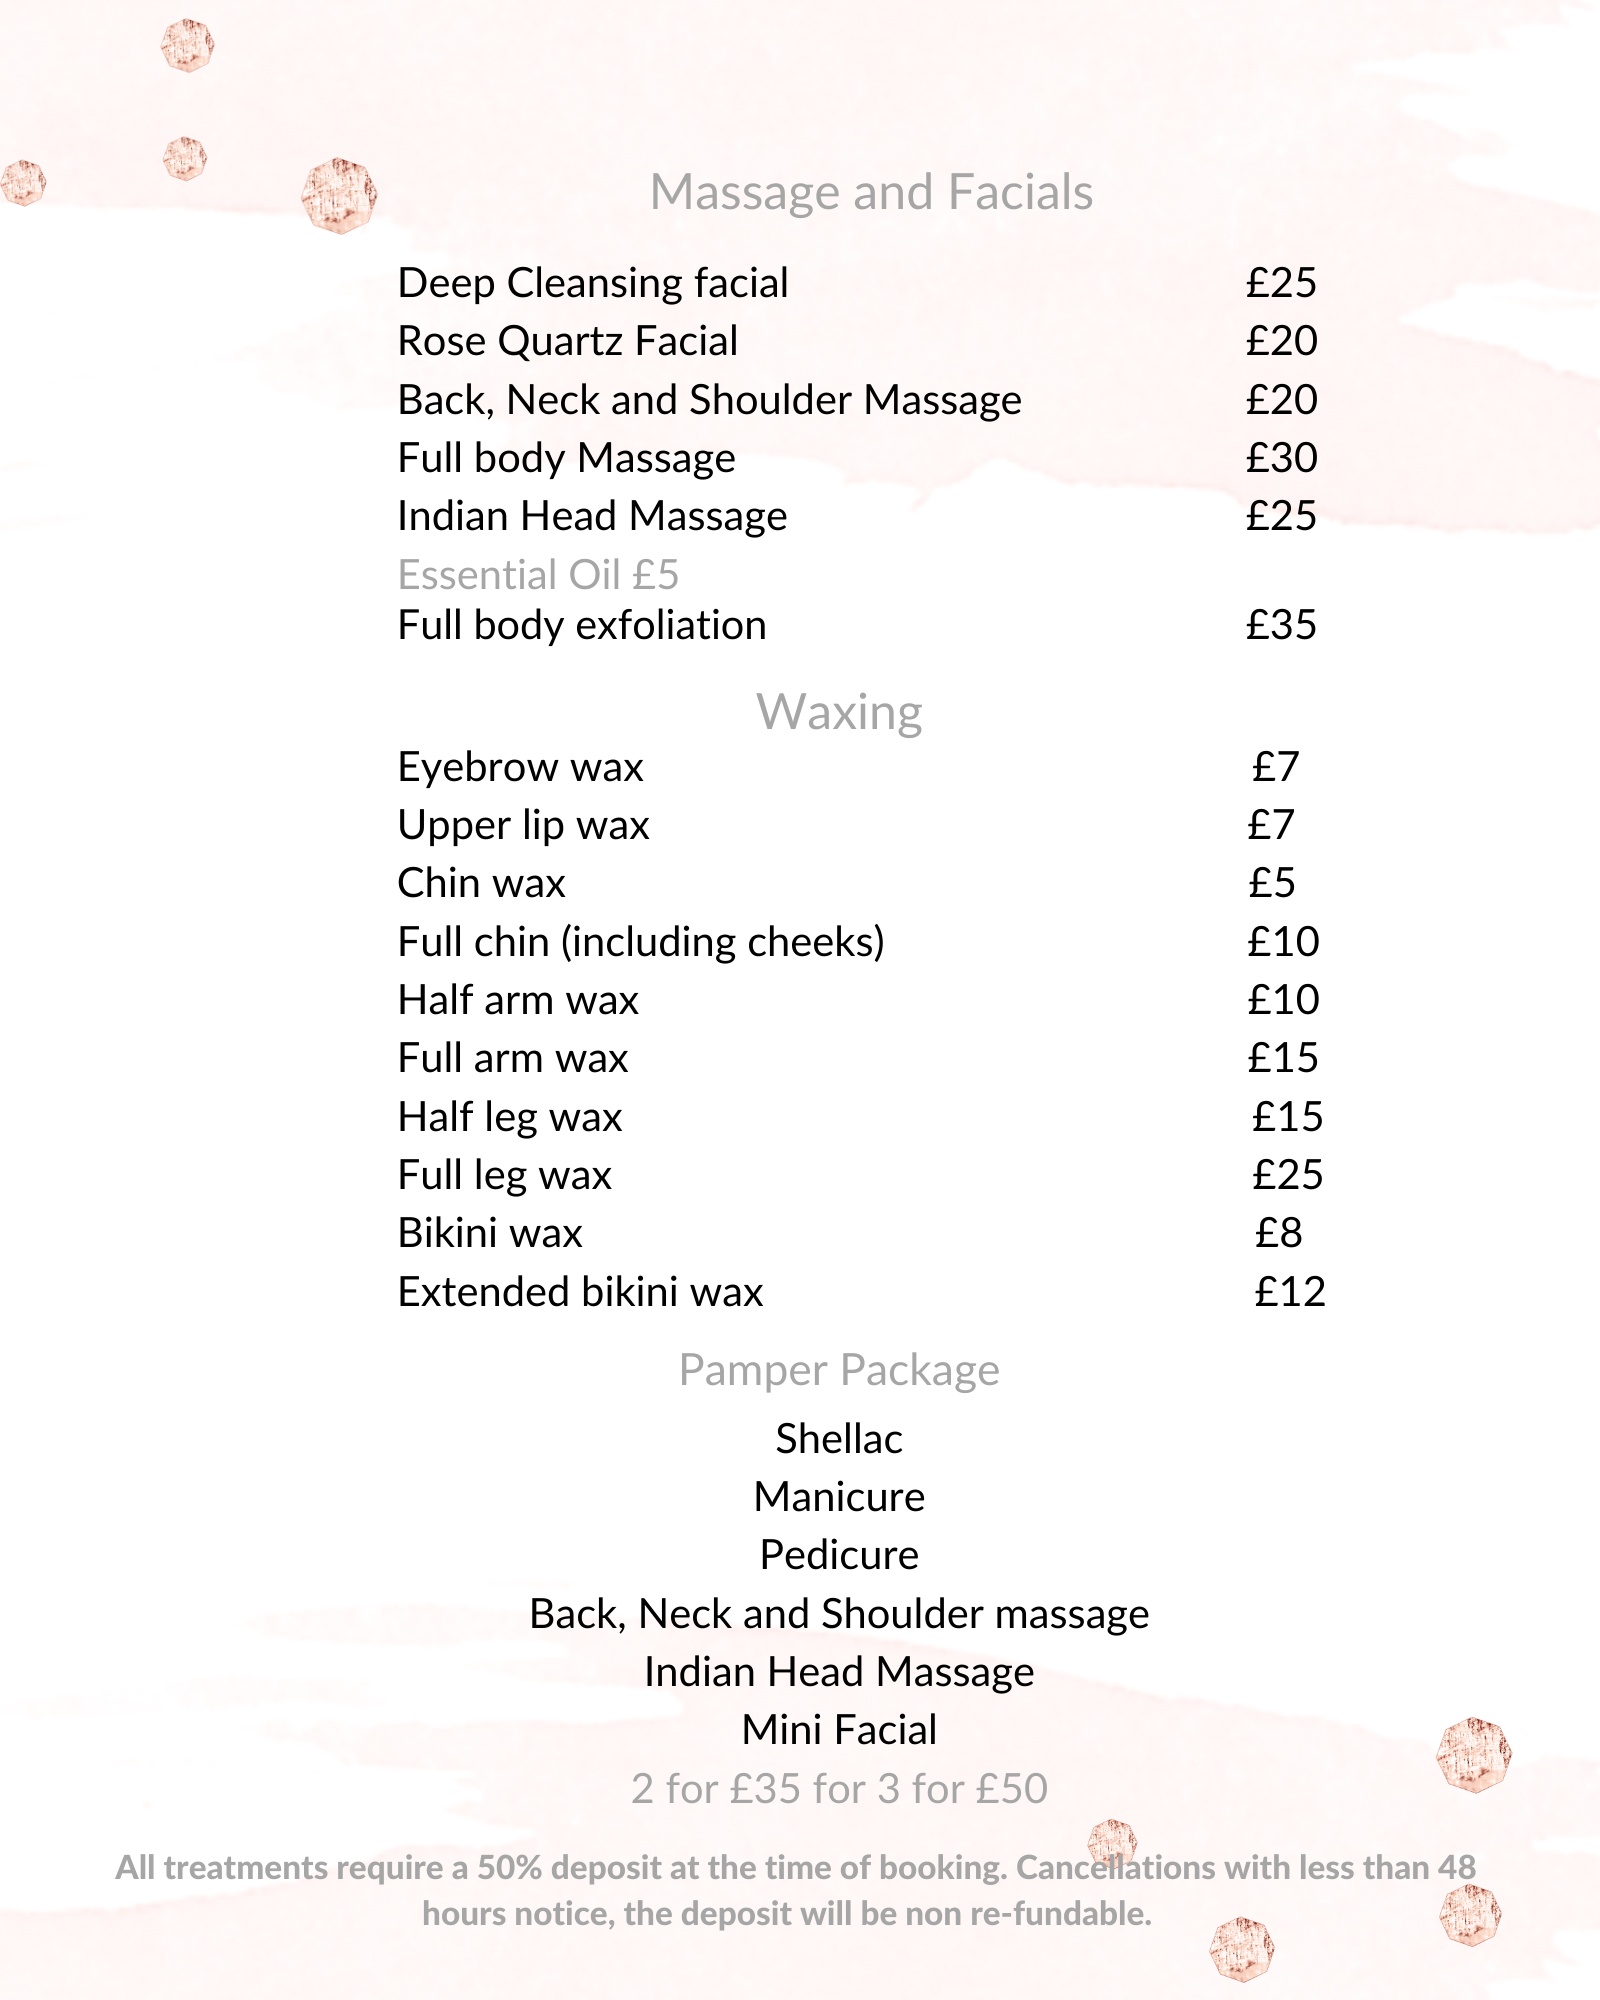 Massage and Facials
Deep Cleansing facial £25
Rose Quartz Facial £20
Back, Neck and Shoulder Massage £20
Full body Massage £30
Indian Head Massage £25
Essential Oil £5
Full body exfoliation £35
Waxing
Eyebrow wax £7
Upper lip wax £7
Chin wax £5
Full chin (including cheeks) £10
Half arm wax £10
Full arm wax £15
Half leg wax £15
Full leg wax £25
Bikini wax £8
Extended bikini wax £12
Pamper Package
Shellac
Manicure
Pedicure
Back, Neck and Shoulder massage
Indian Head Massage
Mini Facial
2 for £35 for 3 for £50
All treatments require a 50% deposit at the time of booking. Cancellations with less than 48
hours notice, the deposit will be non re-fundable.